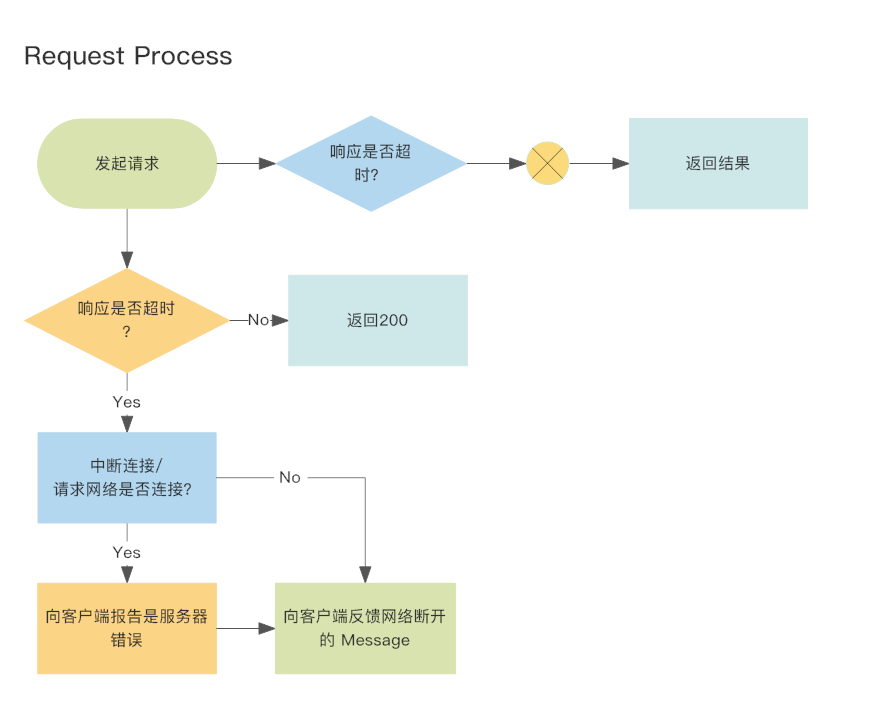 Request Process
发起请求
响应是否超
时?
返回结果
响应是否超时
?
No
返回200
Yes
中断连接/
请求网络是否连接?
No
Yes
向客户端报告是服务器
错误
向客户端反馈网络断开
的 Message